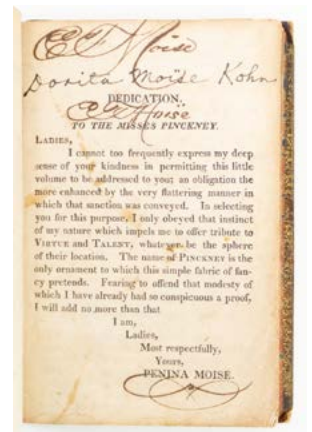 E F Moise
Dorita Moïse Kohn
DEDICATION.
E F Moïse
TO THE MISSES PINCKNEY.
LADIES,
I cannot too frequently express my deep
sense of your kindness in permitting this little
volume to be addressed to you; an obligation the
more enhanced by the very flattering manner in
which that sanction was conveyed. In selecting
you for this purpose, I only obeyed that instinct
of my nature which impels me to offer tribute to
VIRTUE and TALENT, whatever be the sphere
of their location. The name of PINCKNEY is the
only ornament to which this simple fabric of fan-
cy pretends. Fearing to offend that modesty of
which I have already had so conspicuous a proof,
I will add no more than that
I am,
Ladies,
Most respectfully,
Yours,
PENINA MOISE.